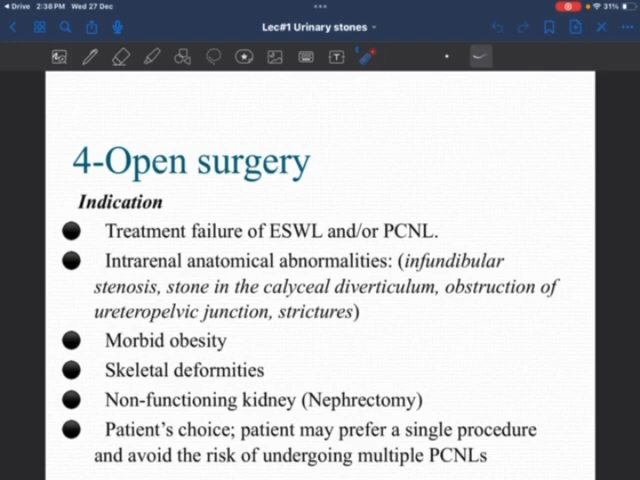 Drive 2:38 PM Wed 27 Dec
31%
Lec#1 Urinary stones
T
4-Open surgery
Indication
Treatment failure of ESWL and/or PCNL.
Intrarenal anatomical abnormalities: (infundibular
stenosis, stone in the calyceal diverticulum, obstruction of
ureteropelvic junction, strictures)
Morbid obesity
Skeletal deformities
Non-functioning kidney (Nephrectomy)
Patient’s choice; patient may prefer a single procedure
and avoid the risk of undergoing multiple PCNLs